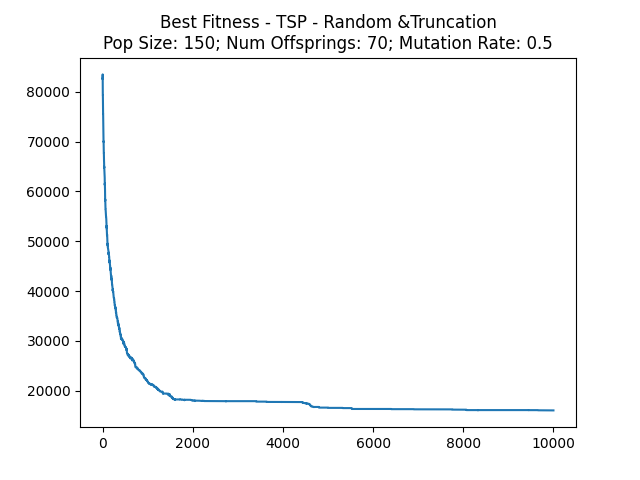 Best Fitness - TSP - Random &Truncation
Pop Size: 150; Num Offsprings: 70; Mutation Rate: 0.5
80000
70000
60000
50000
40000
30000
20000
0 2000 4000 6000 8000 10000